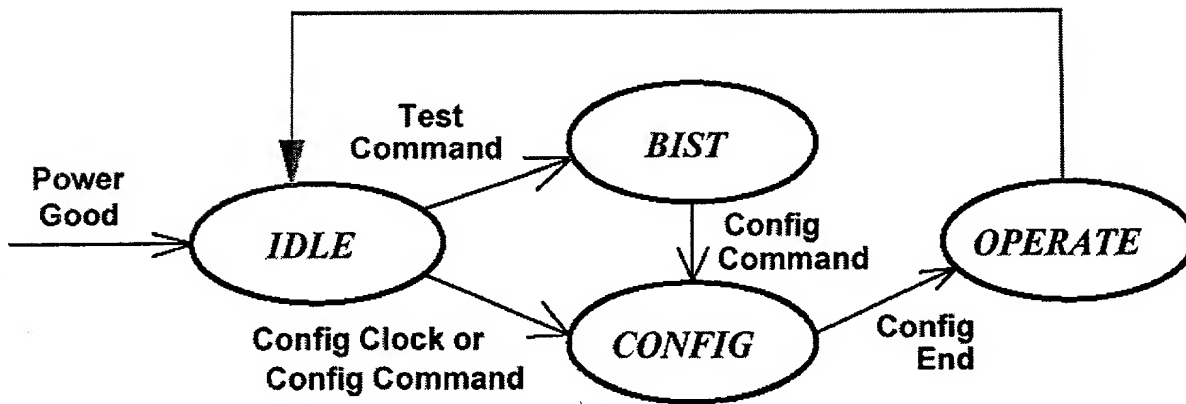 Power
Good
IDLE
Test
Command
BIST
Config
Command
Config Clock or
Config Command
CONFIG
Config
End
OPERATE